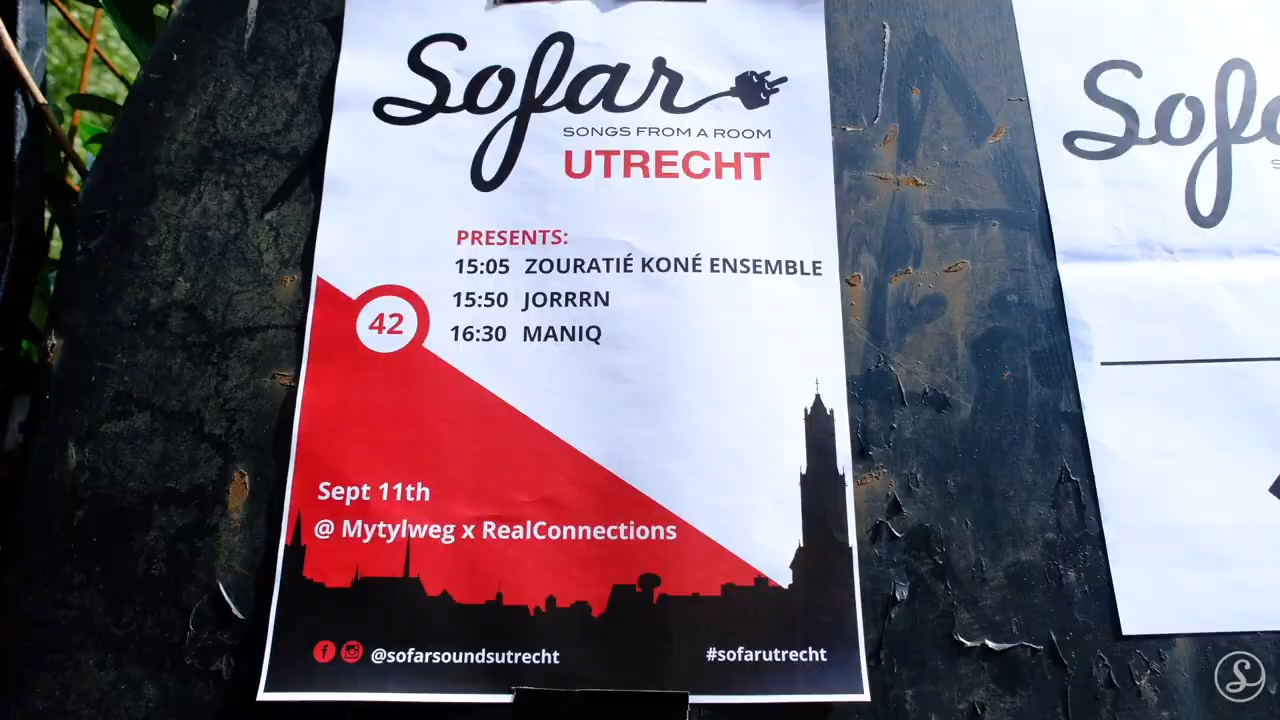 Sofar
SONGS FROM A ROOM
UTRECHT
PRESENTS:
15:05 ZOURATIÉ KONÉ ENSEMBLE
15:50 JORRRN
16:30 MANIQ
42
Sept 11th
@ Mytylweg x RealConnections
@sofarsoundsutrecht
#sofarutrecht
Sofa
S